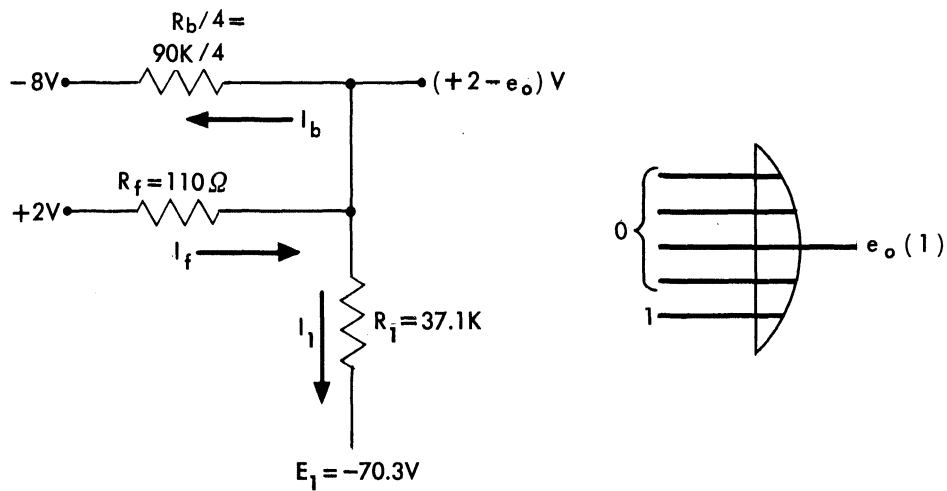 R_b/4=
90K/4
-8V
(+2-e_o)V
I_b
R_f=110Ω
+2V
I_f
I_1
R_1=37.1K
E_1=-70.3V
0
e_o(1)
1